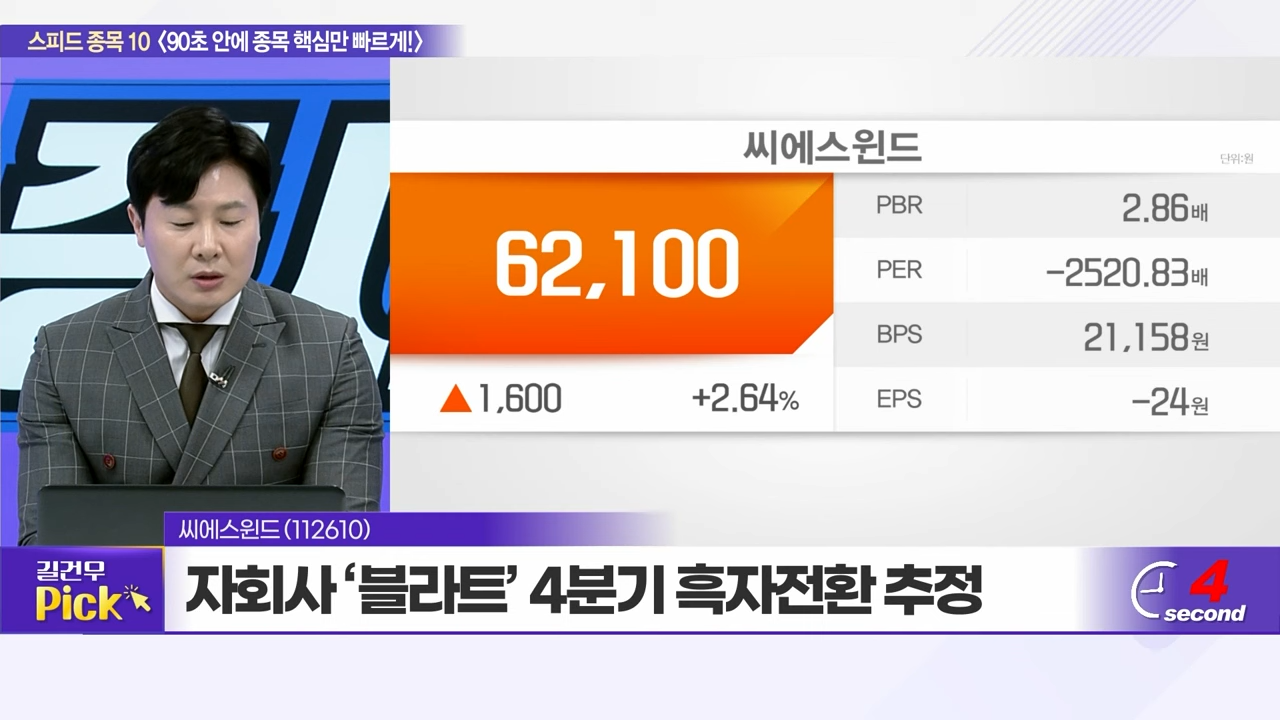 스피드 종목 10 <90초 안에 종목 핵심만 빠르게!>
씨에스윈드
단위:원
62,100
▲1,600 +2.64%
PBR 2.86배
PER -2520.83배
BPS 21,158원
EPS -24원
씨에스윈드 (112610)
길건무
Pick
자회사 ‘블라트’ 4분기 흑자전환 추정
4
second